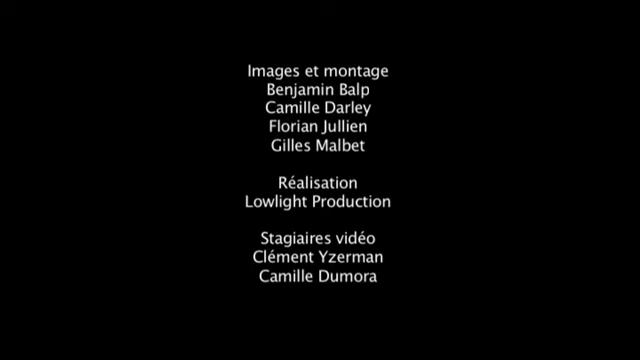 Images et montage
Benjamin Balp
Camille Darley
Florian Jullien
Gilles Malbet
Réalisation
Lowlight Production
Stagiaires vidéo
Clément Yzerman
Camille Dumora